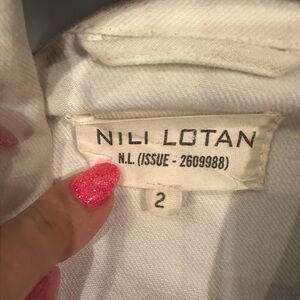 NILI LOTAN
N.L. (ISSUE - 2609988)
2